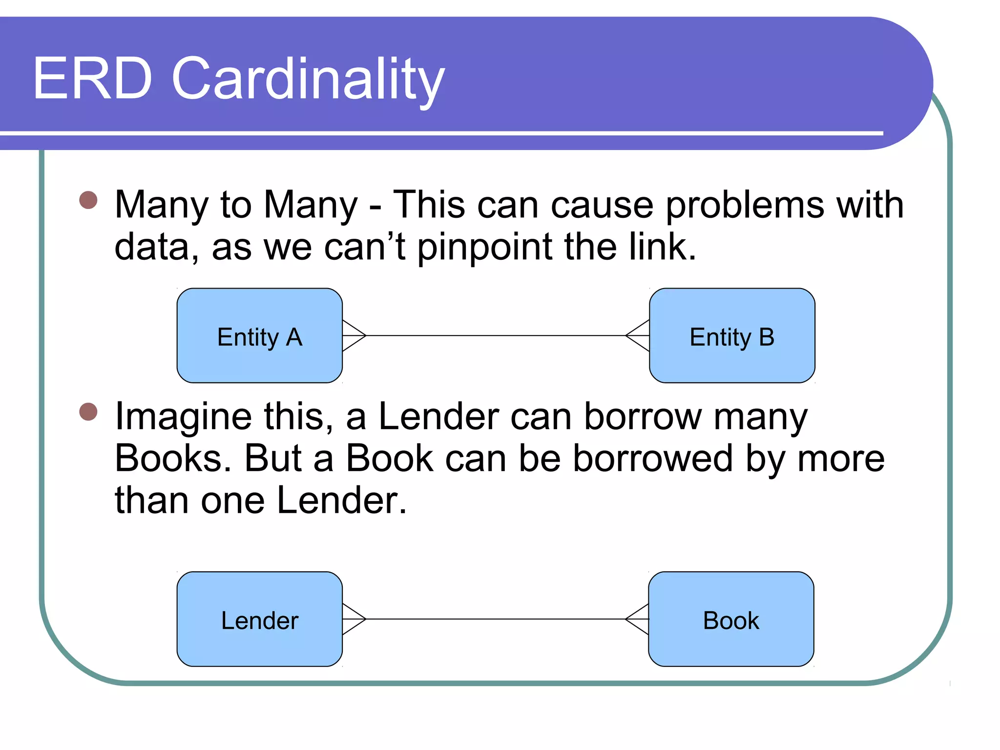 ERD Cardinality
Many to Many - This can cause problems with
data, as we can’t pinpoint the link.
Entity A
Entity B
Imagine this, a Lender can borrow many
Books. But a Book can be borrowed by more
than one Lender.
Lender
Book